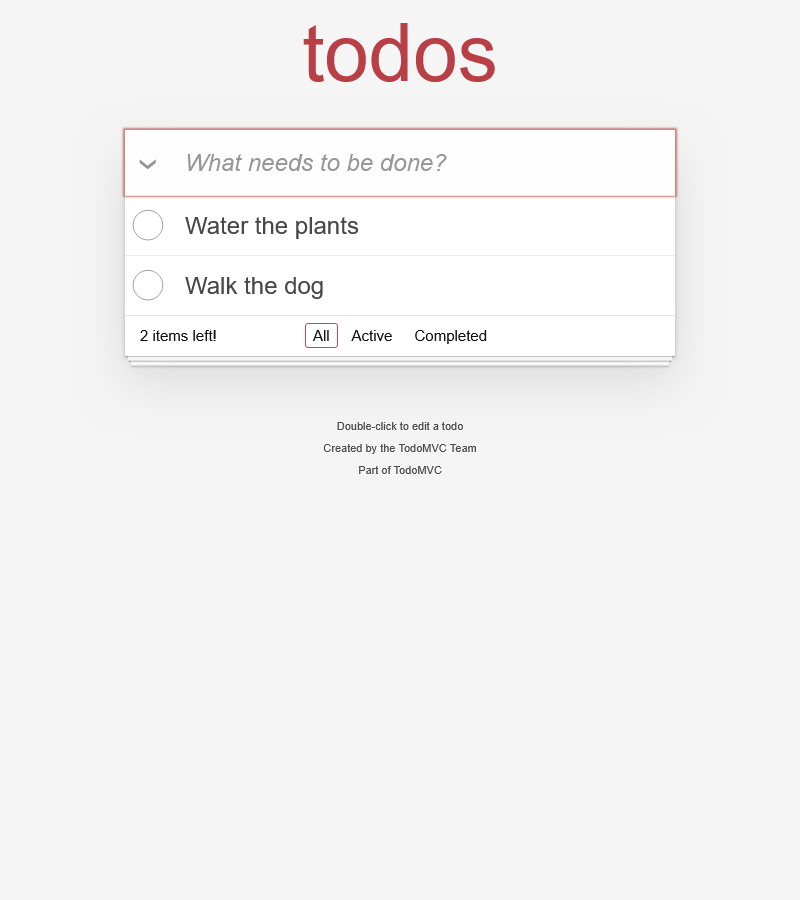 todos
What needs to be done?
Water the plants
Walk the dog
2 items left! All Active Completed
Double-click to edit a todo
Created by the TodoMVC Team
Part of TodoMVC